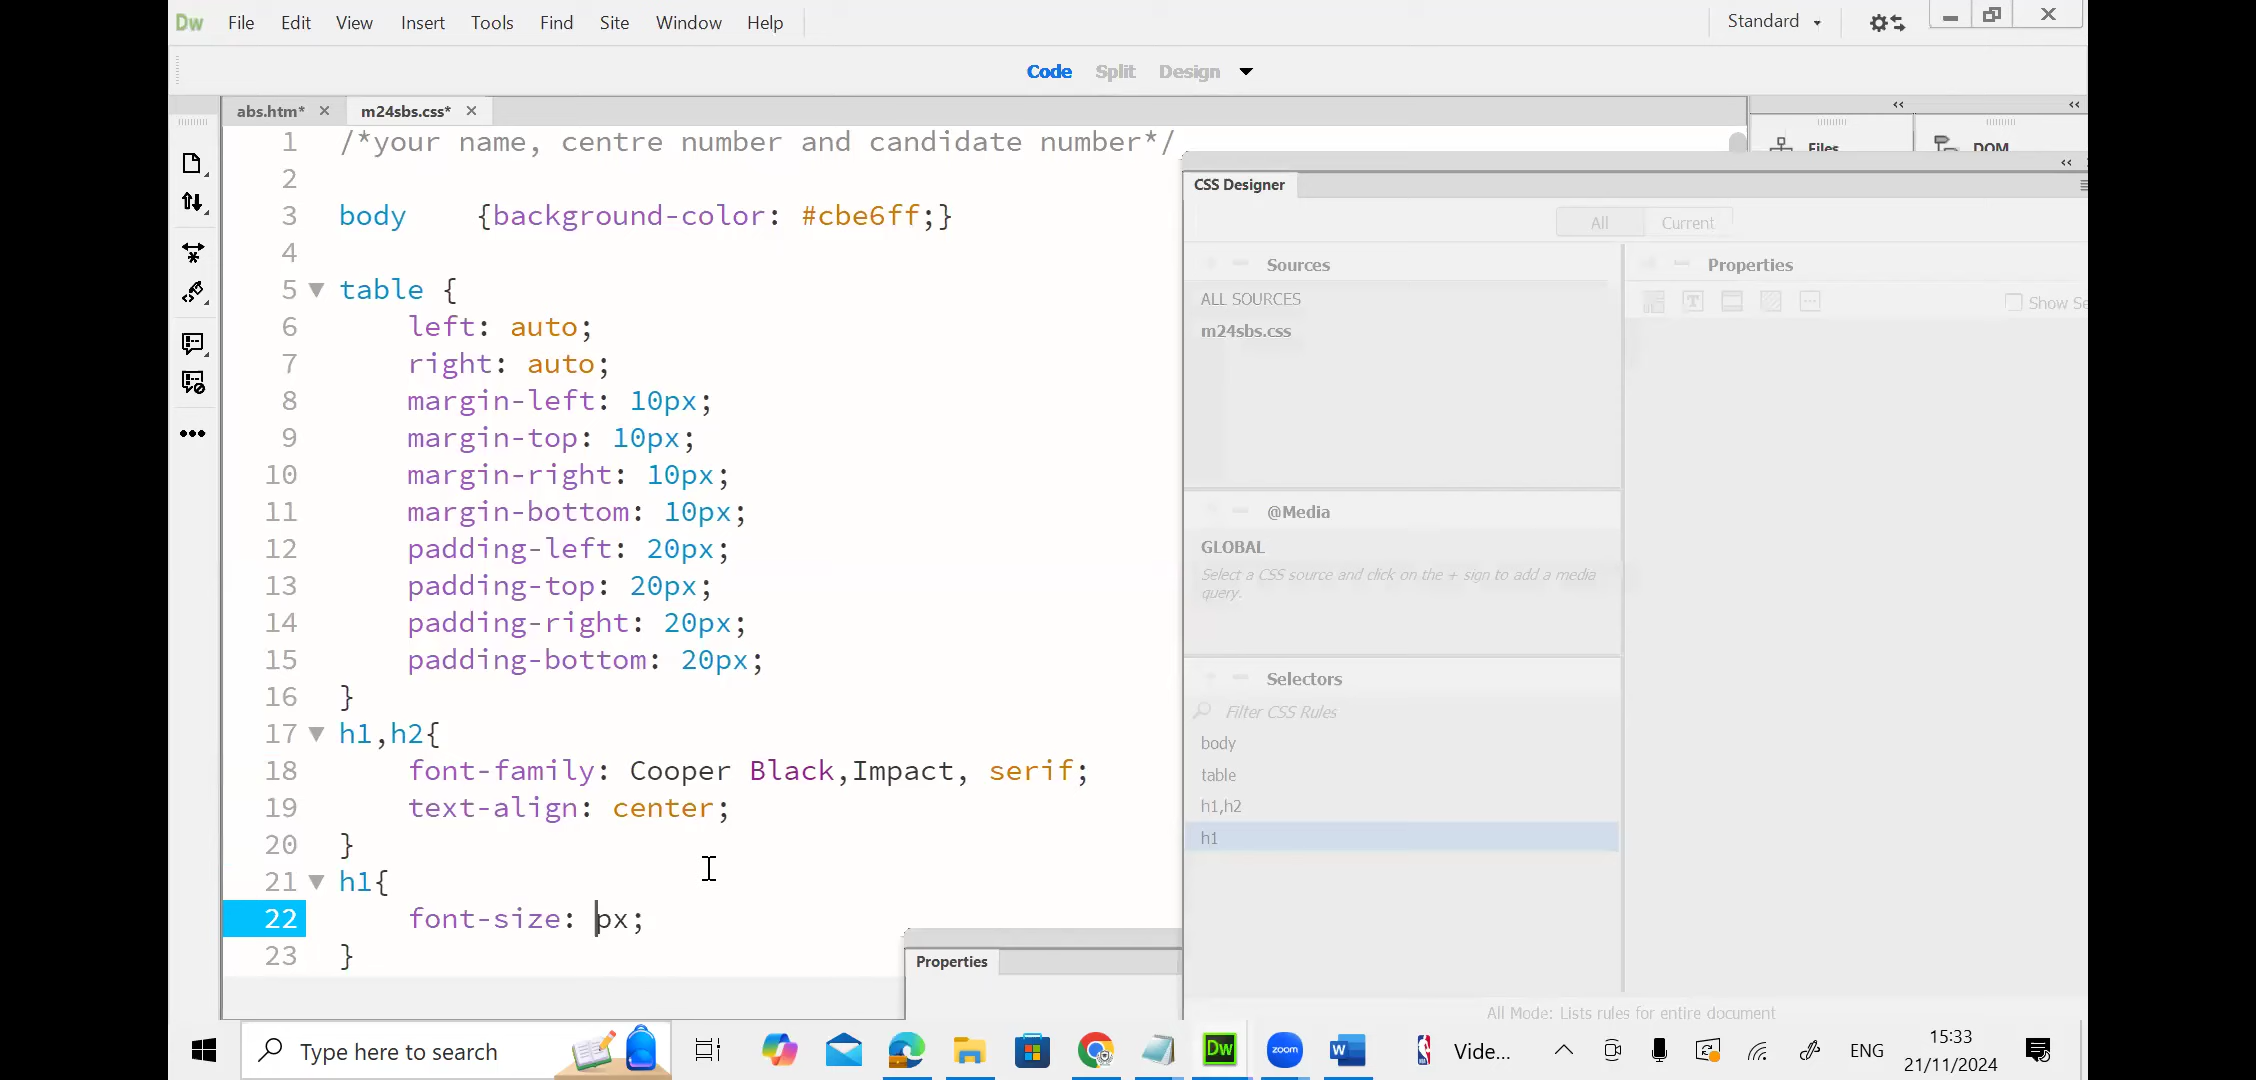 Dw File Edit View Insert Tools Find Site Window Help Standard
Code Split Design
abs.htm* m24sbs.css*
Files DOM
1 /*your name, centre number and candidate number*/
2
3 body {background-color: #cbe6ff;}
4
5 table {
6 left: auto;
7 right: auto;
8 margin-left: 10px;
9 margin-top: 10px;
10 margin-right: 10px;
11 margin-bottom: 10px;
12 padding-left: 20px;
13 padding-top: 20px;
14 padding-right: 20px;
15 padding-bottom: 20px;
16 }
17 h1,h2{
18 font-family: Cooper Black,Impact, serif;
19 text-align: center;
20 }
21 h1{
22 font-size: px;
23 }
Properties
CSS Designer
All Current
Sources
ALL SOURCES
m24sbs.css
@Media
GLOBAL
Select a CSS source and click on the + sign to add a media
query.
Selectors
Filter CSS Rules
body
table
h1,h2
h1
Properties
Show Se
All Mode: Lists rules for entire document
Type here to search
Dw zoom W Vide... ENG
15:33
21/11/2024